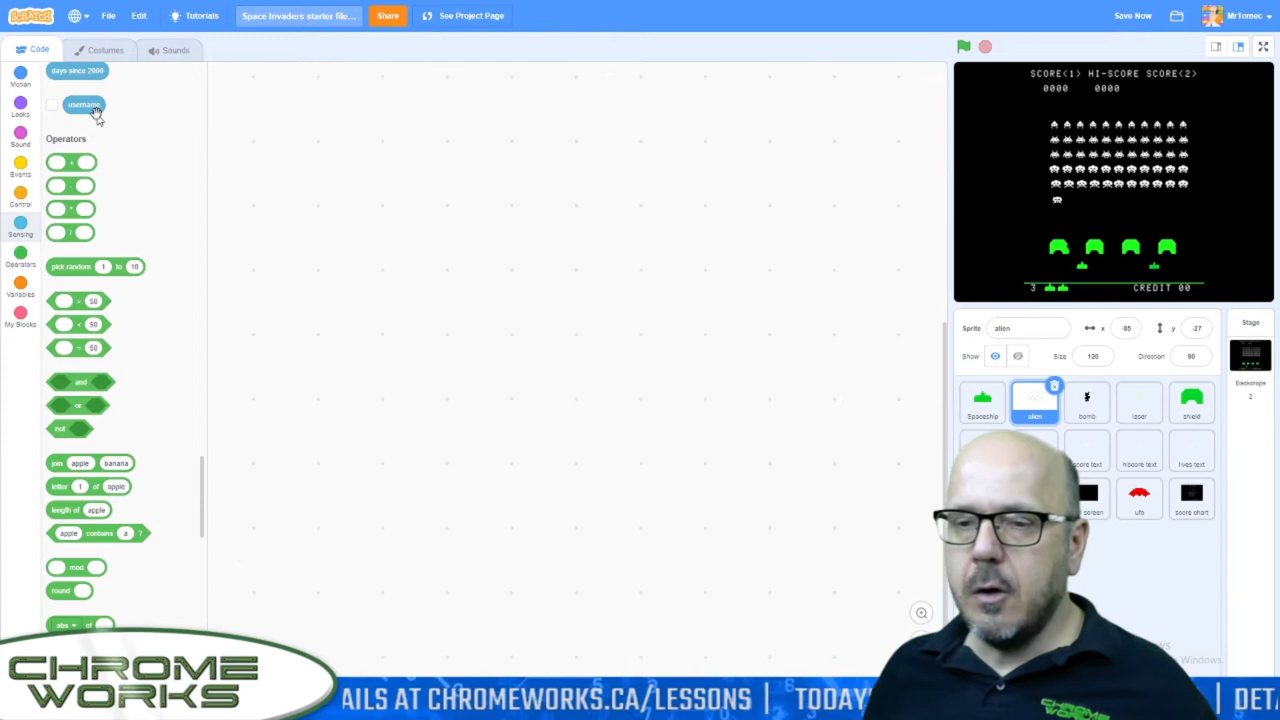 SCRATCH
File
Edit
Tutorials
Space Invaders starter file...
Share
See Project Page
Save Now
MrTomec
Code
Costumes
Sounds
Motion
Looks
Sound
Events
Control
Sensing
Operators
Variables
My Blocks
days since 2000
username
Operators
+
-
*
/
pick random 1 to 10
> 50
< 50
= 50
and
or
not
join apple banana
letter 1 of apple
length of apple
apple contains a ?
mod
round
abs of
SCORE<1> HI-SCORE SCORE<2>
0000 0000
3 CREDIT 00
Sprite alien x -85 y -27
Show Size 120 Direction 90
Stage
Backdrops
2
Spaceship
alien
bomb
laser
shield
score text
hiscore text
lives text
screen
ufo
score chart
Windows.
CHROME
WORKS
AILS AT CHROMEWORKS.CA/LESSONS | TODAY
| DET
CHROME